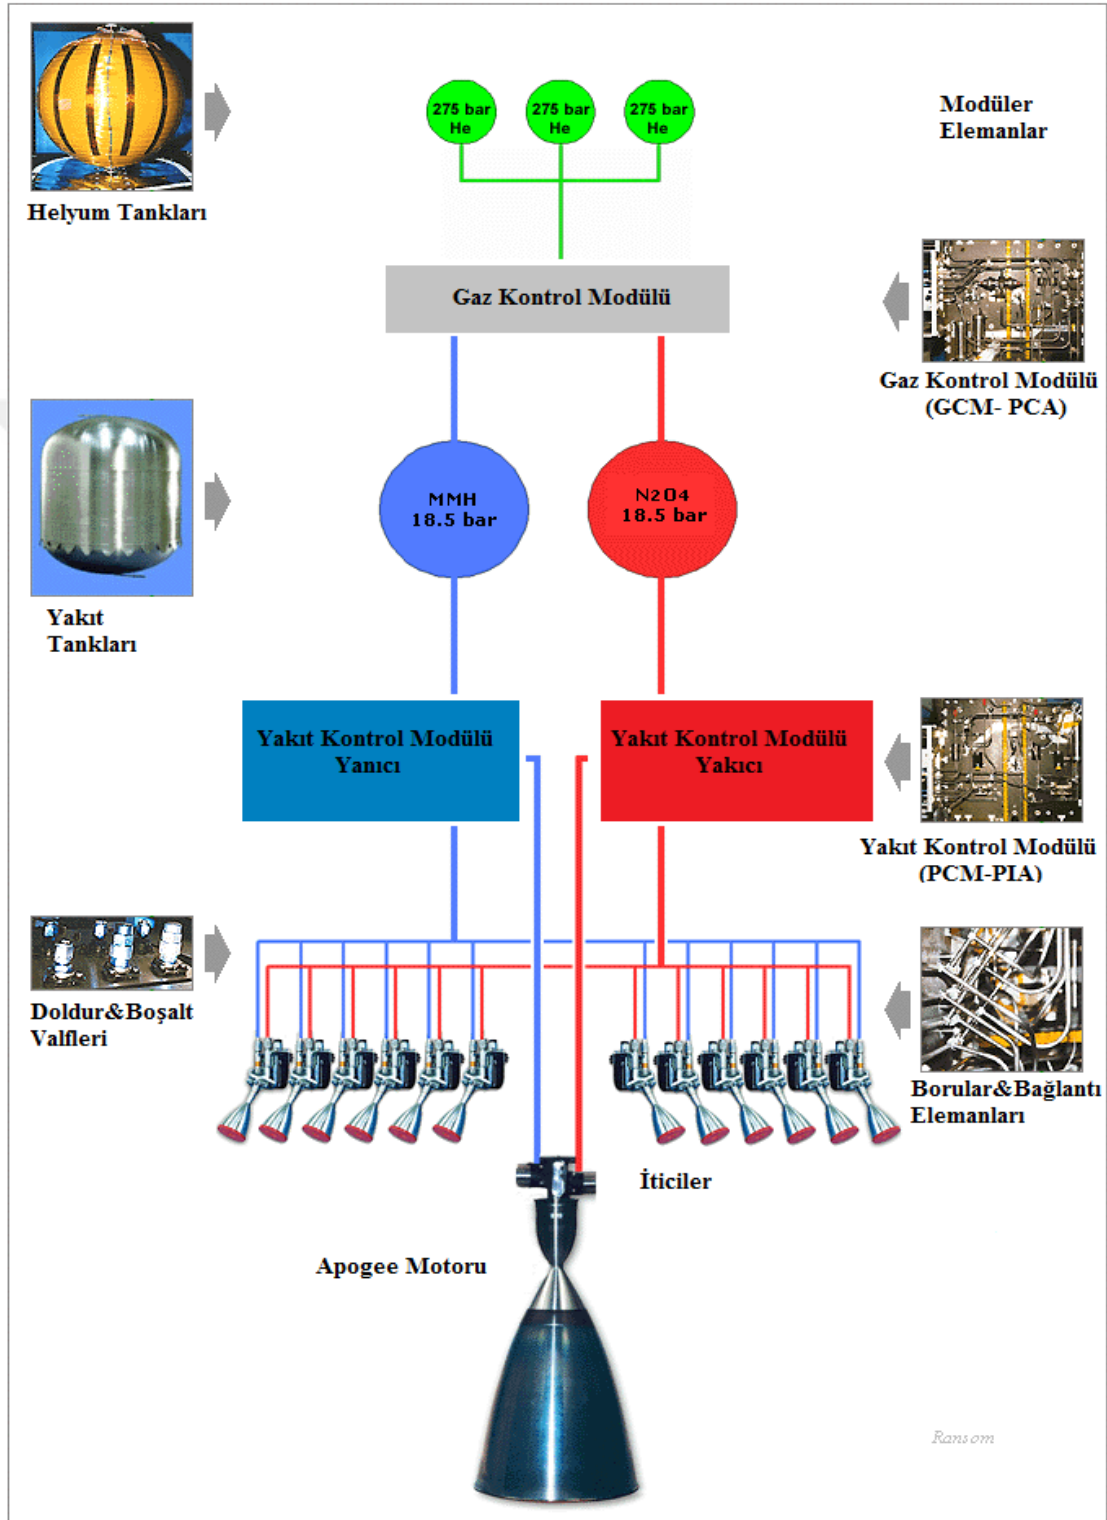 275 bar
He
275 bar
He
275 bar
He
Modüler
Elemanlar
Helyum Tankları
Gaz Kontrol Modülü
Gaz Kontrol Modülü
(GCM- PCA)
MMH
18.5 bar
N2O4
18.5 bar
Yakıt
Tankları
Yakıt Kontrol Modülü
Yanıcı
Yakıt Kontrol Modülü
Yakıcı
Yakıt Kontrol Modülü
(PCM-PIA)
Doldur&Boşalt
Valfleri
Borular&Bağlantı
Elemanları
İticiler
Apogee Motoru
Ransom